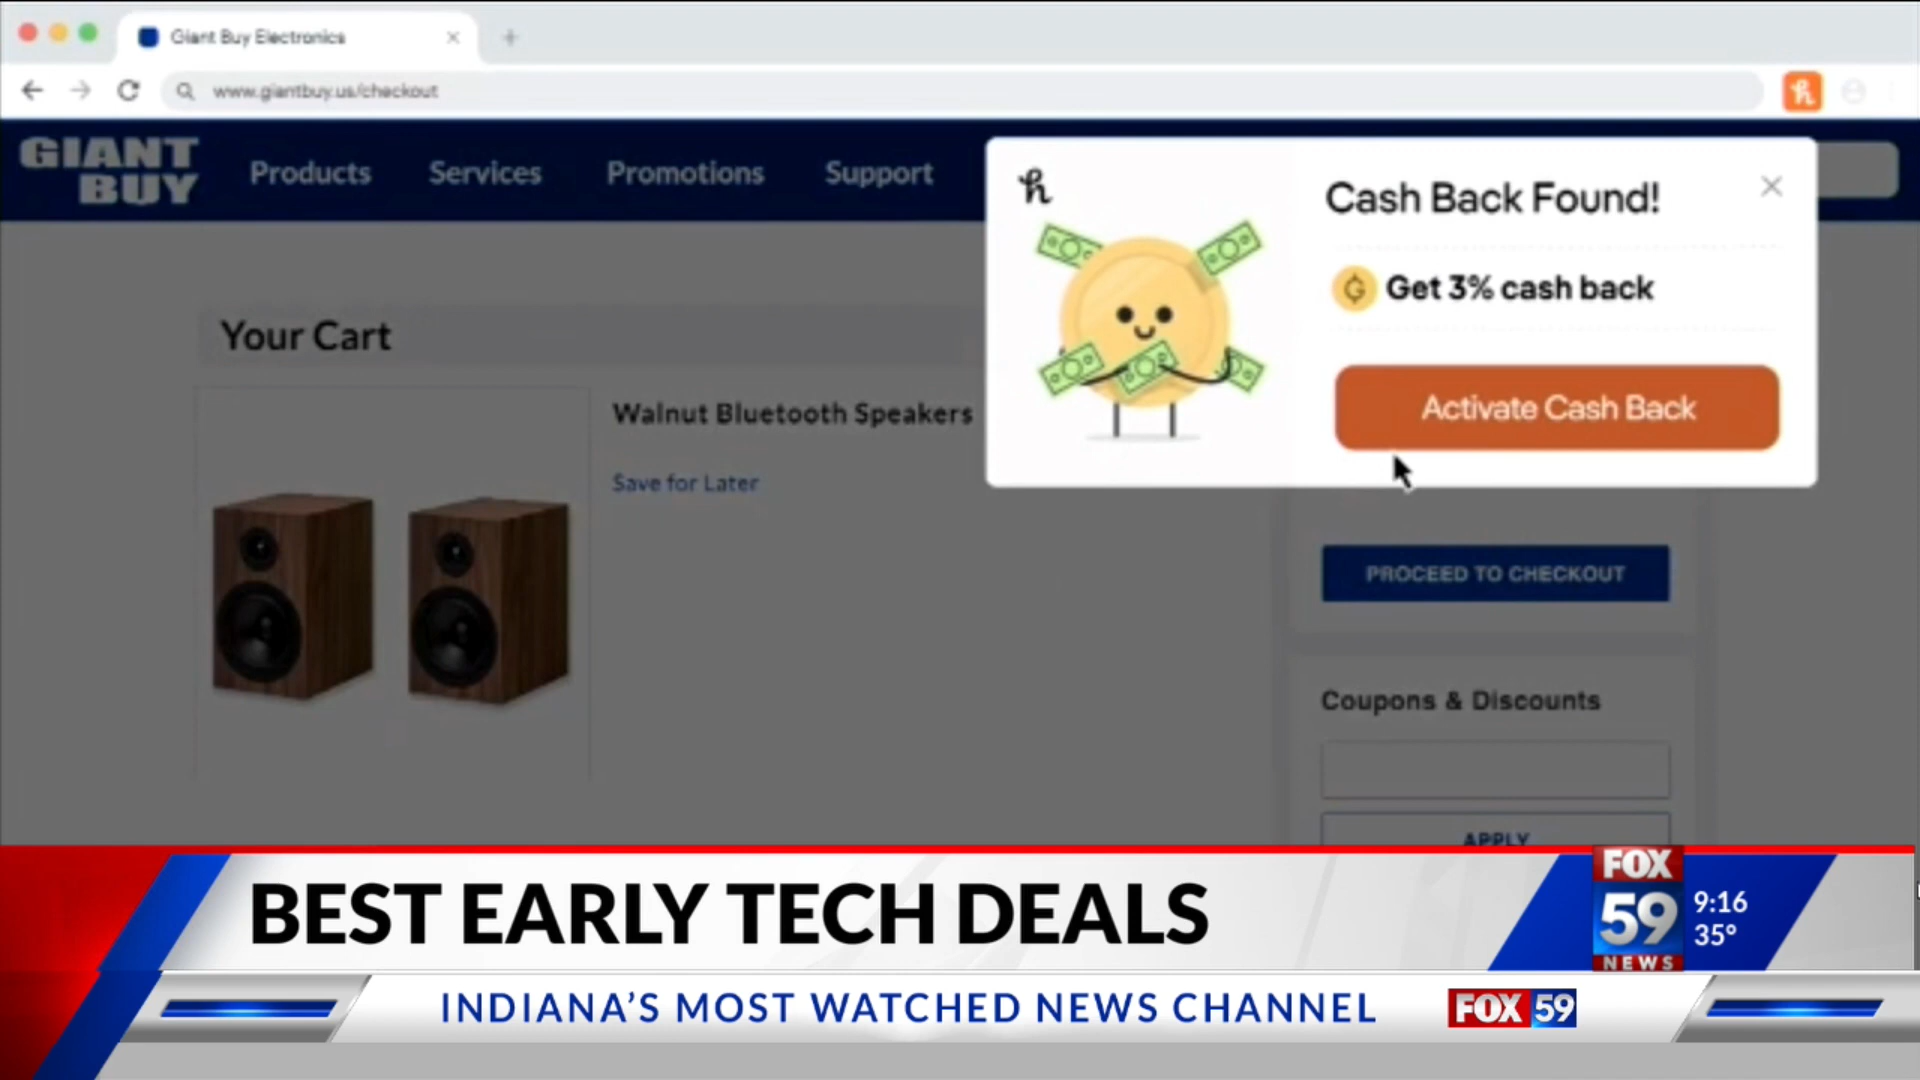 Giant Buy Electronics
www.giantbuy.us/checkout
GIANT
BUY
Products
Services
Promotions
Support
Cash Back Found!
Get 3% cash back
Activate Cash Back
Your Cart
Walnut Bluetooth Speakers
Save for Later
PROCEED TO CHECKOUT
Coupons & Discounts
APPLY
BEST EARLY TECH DEALS
FOX
59
NEWS
9:16
35°
INDIANA’S MOST WATCHED NEWS CHANNEL
FOX 59